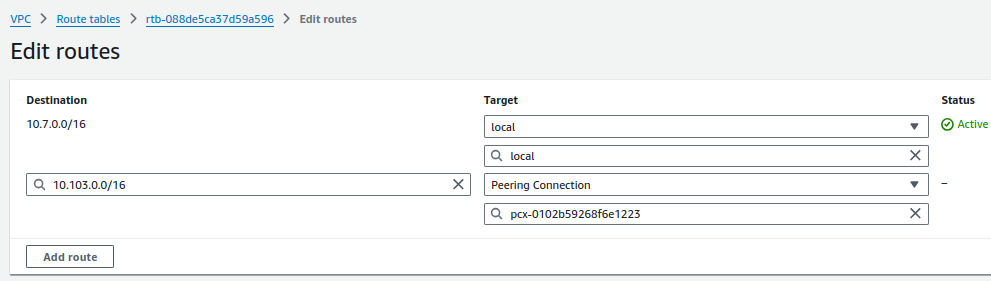 VPC > Route tables > rtb-088de5ca37d59a596 > Edit routes
Edit routes
Destination Target Status
10.7.0.0/16 local Active
local
10.103.0.0/16 Peering Connection –
pcx-0102b59268f6e1223
Add route